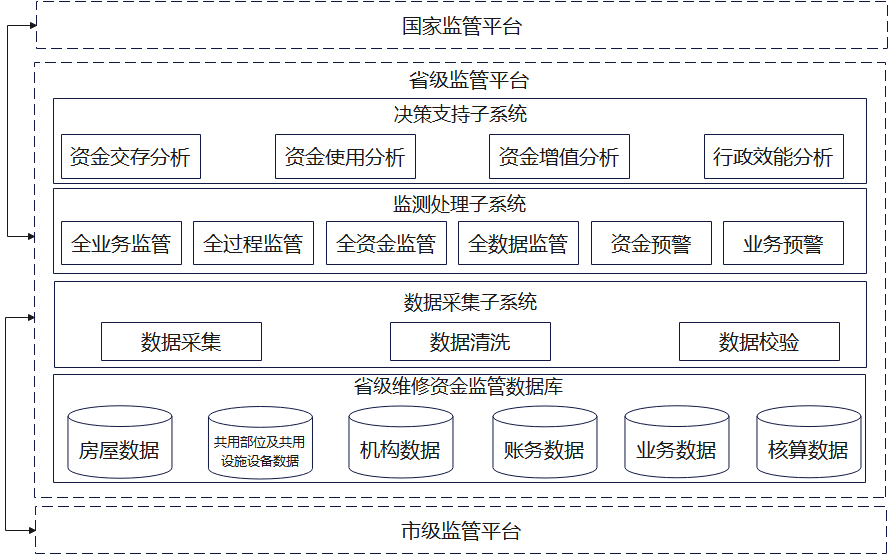 国家监管平台
省级监管平台
决策支持子系统
资金交存分析
资金使用分析
资金增值分析
行政效能分析
监测处理子系统
全业务监管
全过程监管
全资金监管
全数据监管
资金预警
业务预警
数据采集子系统
数据采集
数据清洗
数据校验
省级维修资金监管数据库
房屋数据
共用部位及共用
设施设备数据
机构数据
账务数据
业务数据
核算数据
市级监管平台